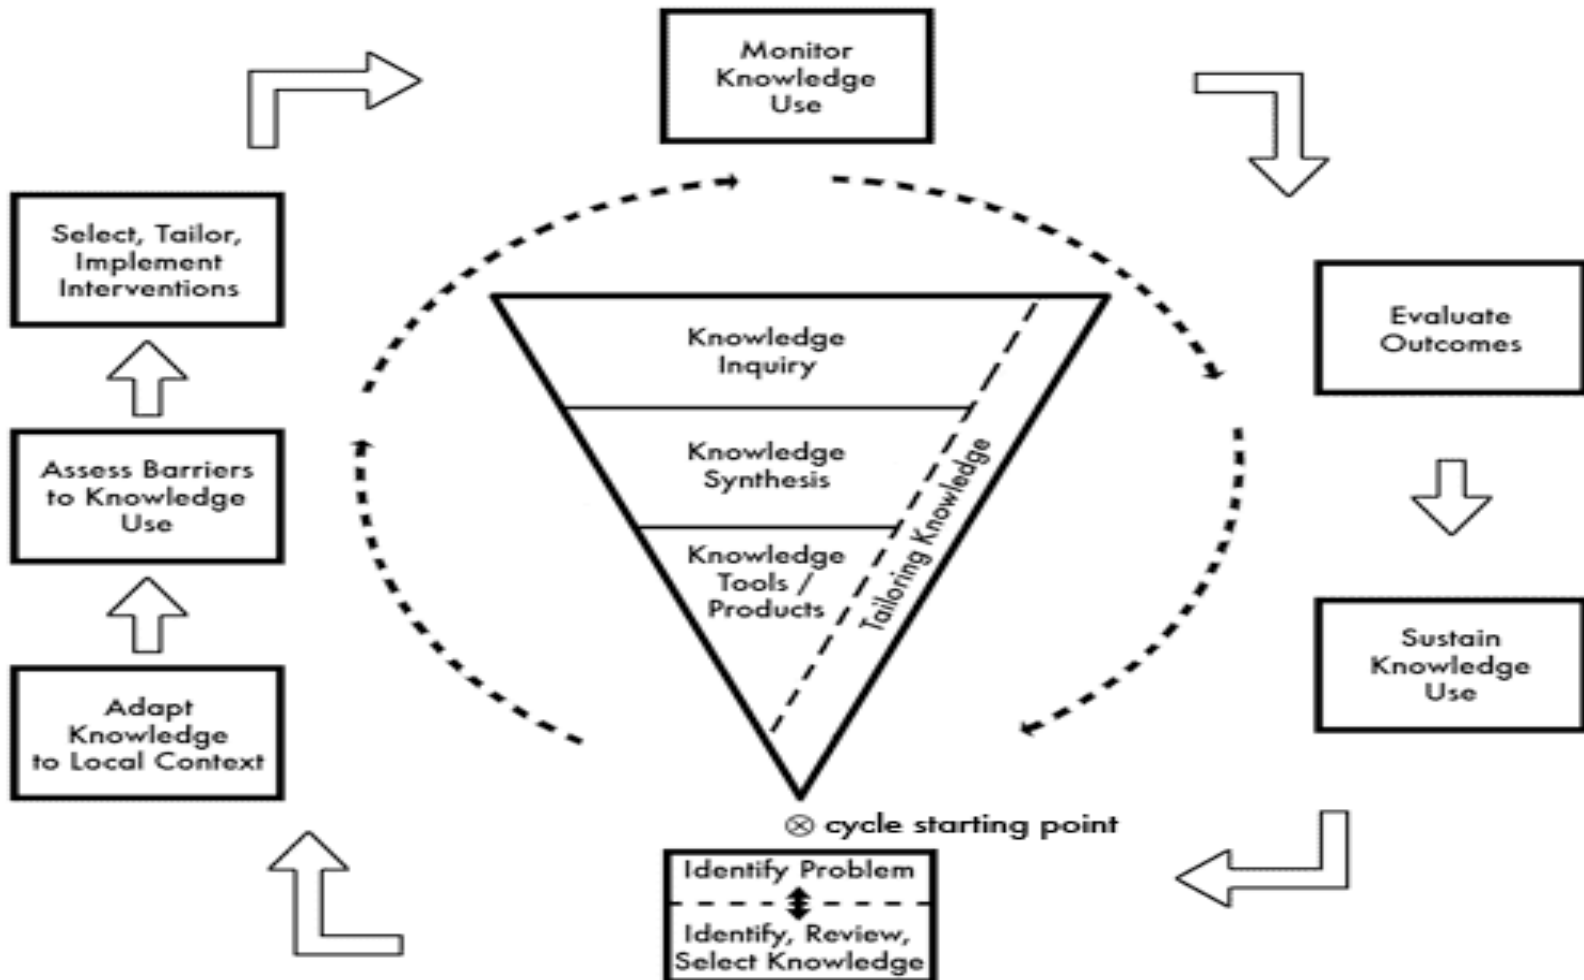 Monitor
Knowledge
Use
Select, Tailor,
Implement
Interventions
Evaluate
Outcomes
Knowledge
Inquiry
Assess Barriers
to Knowledge
Use
Knowledge
Synthesis
Tailoring Knowledge
Knowledge
Tools /
Products
Sustain
Knowledge
Use
Adapt
Knowledge
to Local Context
⊗ cycle starting point
Identify Problem
Identify, Review,
Select Knowledge